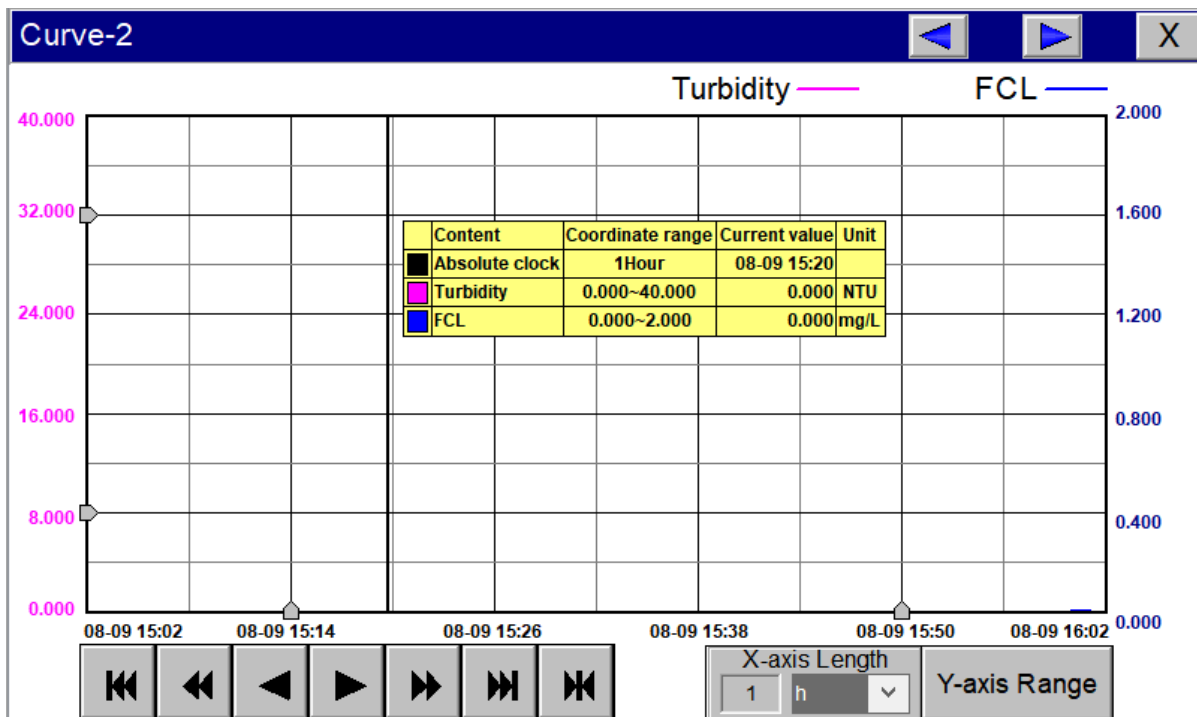 Curve-2
X
Turbidity FCL
40.000 2.000
32.000 1.600
Content Coordinate range Current value Unit
Absolute clock 1Hour 08-09 15:20
Turbidity 0.000~40.000 0.000 NTU
FCL 0.000~2.000 0.000 mg/L
24.000 1.200
16.000 0.800
8.000 0.400
0.000 0.000
08-09 15:02 08-09 15:14 08-09 15:26 08-09 15:38 08-09 15:50 08-09 16:02
X-axis Length
1 h
Y-axis Range